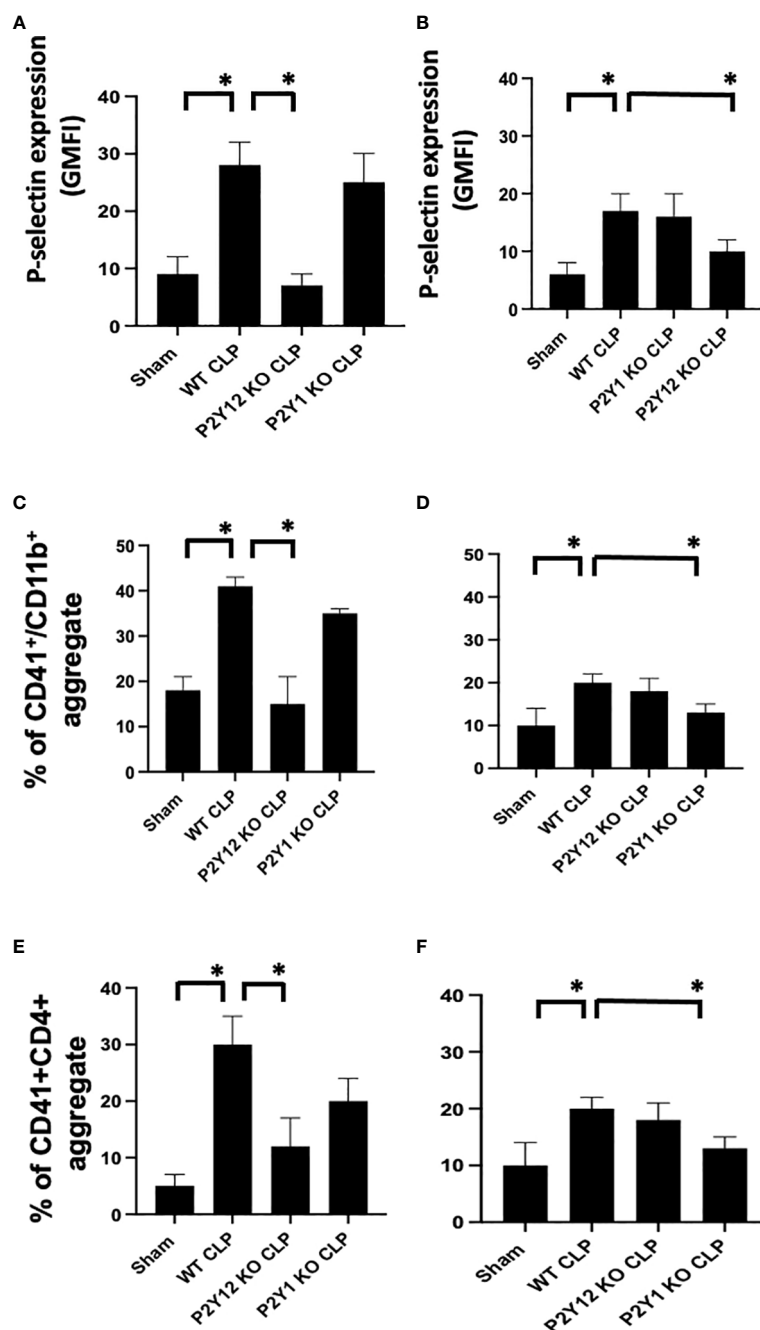 A
P-selectin expression
(GMFI)
40
30
20
10
0
*
*
Sham
WT CLP
P2Y12 KO CLP
P2Y1 KO CLP
B
P-selectin expression
(GMFI)
40
30
20
10
0
*
*
Sham
WT CLP
P2Y1 KO CLP
P2Y12 KO CLP
C
% of CD41⁺/CD11b⁺
aggregate
50
40
30
20
10
0
*
*
Sham
WT CLP
P2Y12 KO CLP
P2Y1 KO CLP
D
50
40
30
20
10
0
*
*
Sham
WT CLP
P2Y12 KO CLP
P2Y1 KO CLP
E
% of CD41+CD4+
aggregate
40
30
20
10
0
*
*
Sham
WT CLP
P2Y12 KO CLP
P2Y1 KO CLP
F
40
30
20
10
0
*
*
Sham
WT CLP
P2Y12 KO CLP
P2Y1 KO CLP